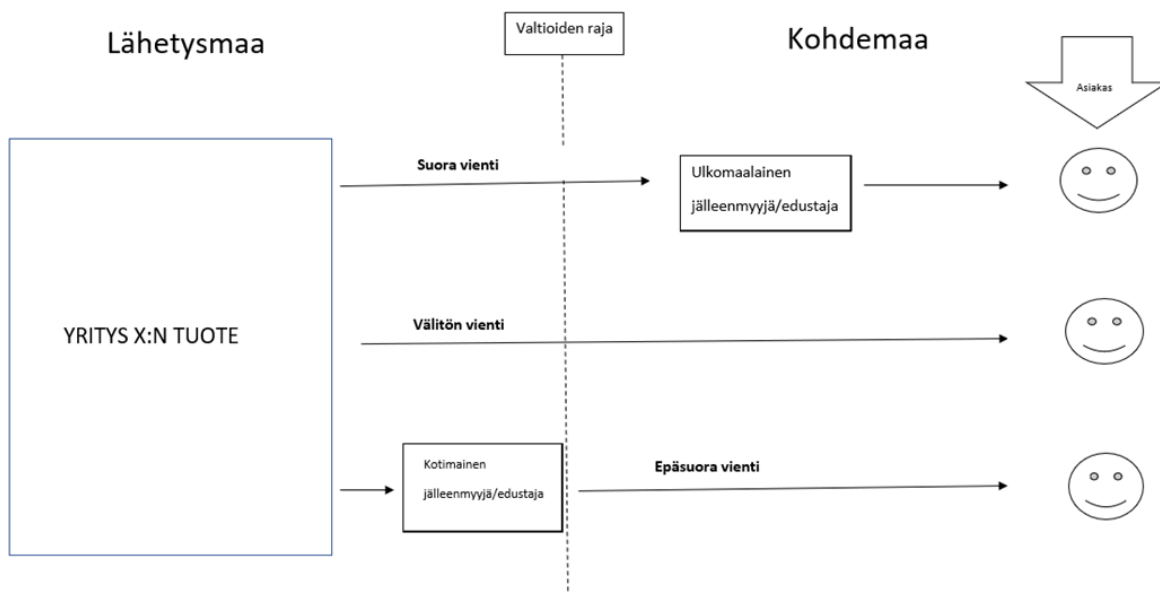 Lähetysmaa
Valtioiden raja
Kohdemaa
Asiakas
Suora vienti
Ulkomaalainen
jälleenmyyjä/edustaja
YRITYS X:N TUOTE
Välitön vienti
Kotimainen
jälleenmyyjä/edustaja
Epäsuora vienti